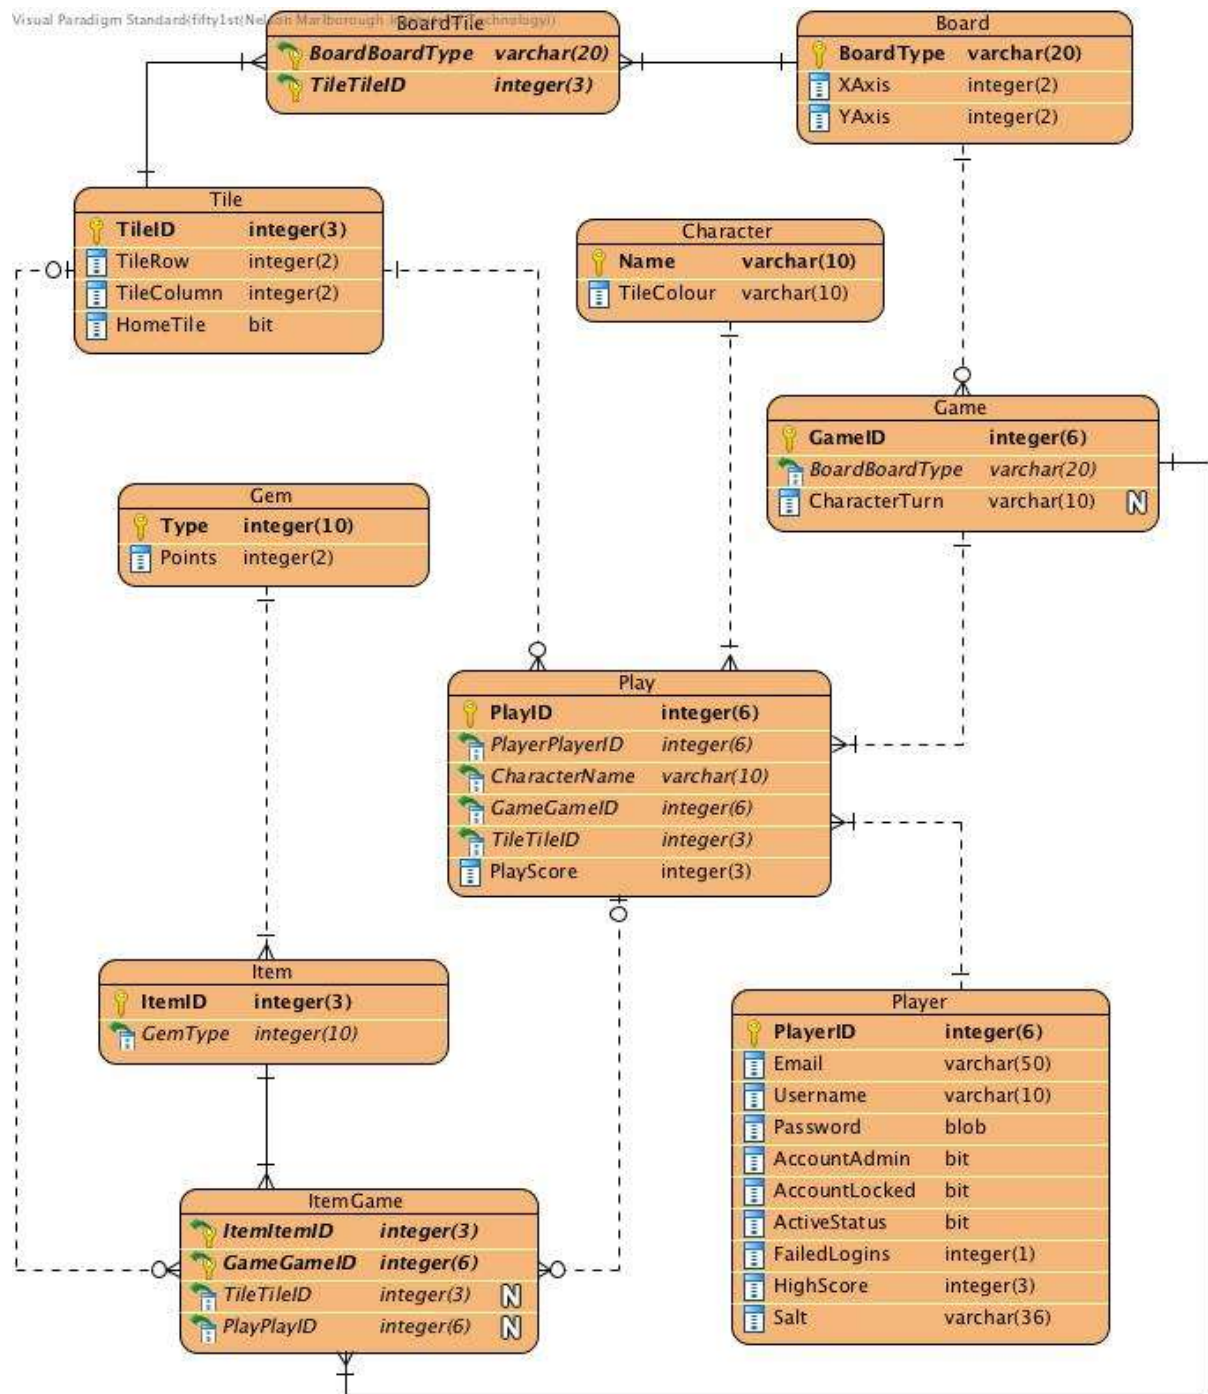 Visual Paradigm Standard(fifty1st(Nelson Marlborough
BoardTile
BoardBoardType varchar(20)
TileTileID integer(3)
Board
BoardType varchar(20)
XAxis integer(2)
YAxis integer(2)
Tile
TileID integer(3)
TileRow integer(2)
TileColumn integer(2)
HomeTile bit
Character
Name varchar(10)
TileColour varchar(10)
Game
GameID integer(6)
BoardBoardType varchar(20)
CharacterTurn varchar(10) N
Gem
Type integer(10)
Points integer(2)
Play
PlayID integer(6)
PlayerPlayerID integer(6)
CharacterName varchar(10)
GameGameID integer(6)
TileTileID integer(3)
PlayScore integer(3)
Item
ItemID integer(3)
GemType integer(10)
Player
PlayerID integer(6)
Email varchar(50)
Username varchar(10)
Password blob
AccountAdmin bit
AccountLocked bit
ActiveStatus bit
FailedLogins integer(1)
HighScore integer(3)
Salt varchar(36)
ItemGame
ItemItemID integer(3)
GameGameID integer(6)
TileTileID integer(3) N
PlayPlayID integer(6) N